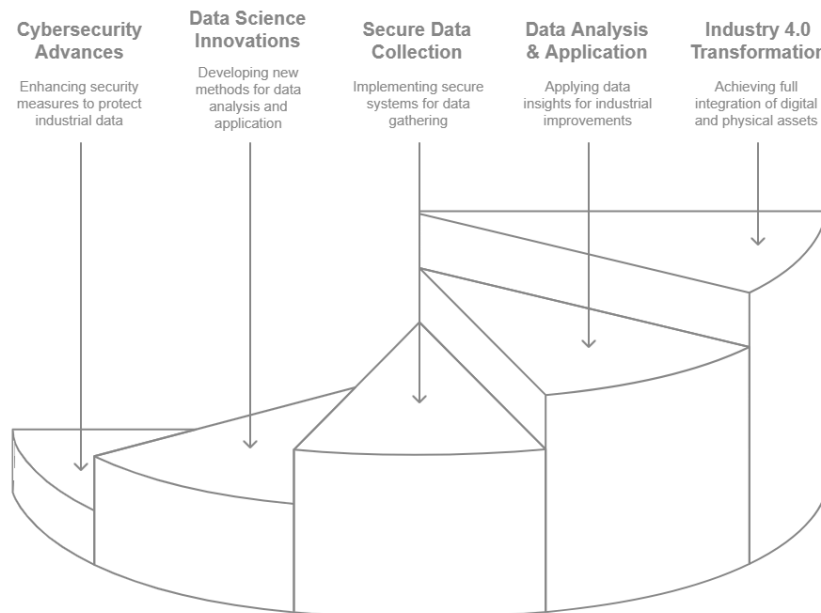 Cybersecurity
Advances
Enhancing security
measures to protect
industrial data
Data Science
Innovations
Developing new
methods for data
analysis and
application
Secure Data
Collection
Implementing secure
systems for data
gathering
Data Analysis
& Application
Applying data
insights for industrial
improvements
Industry 4.0
Transformation
Achieving full
integration of digital
and physical assets